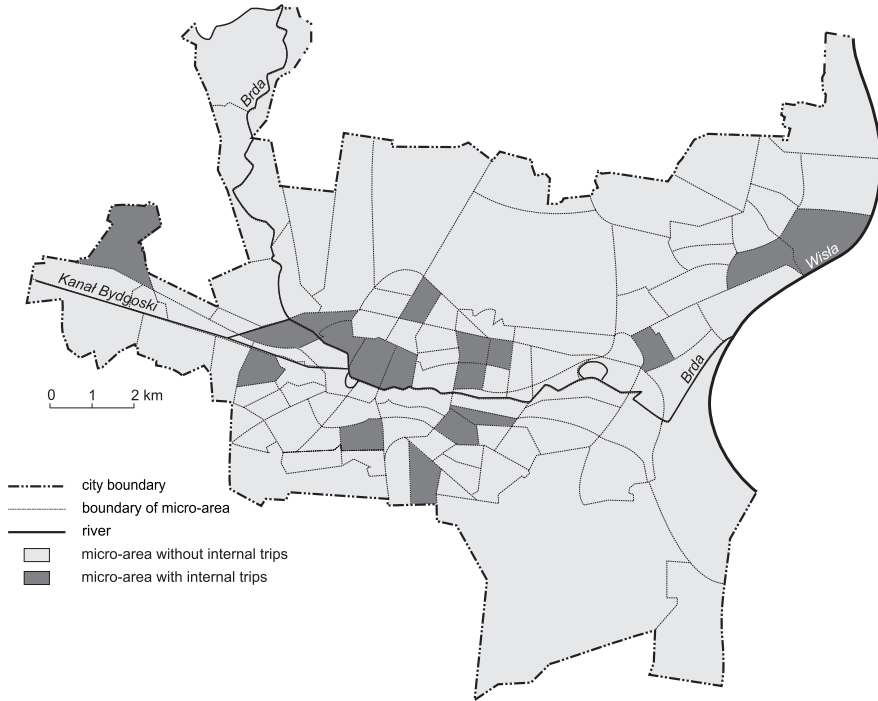 Brda
Wisła
Kanał Bydgoski
Brda
0 1 2 km
city boundary
boundary of micro-area
river
micro-area without internal trips
micro-area with internal trips